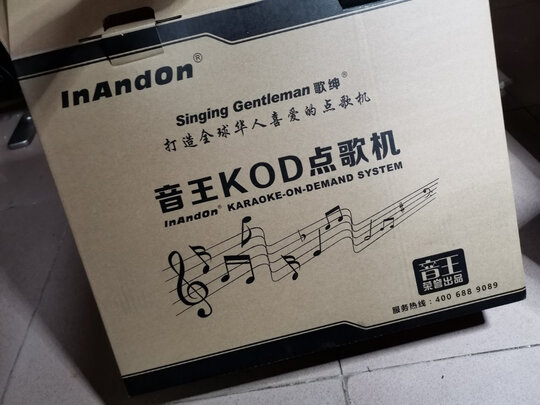 InAndOn®
Singing Gentleman 歌绅®
打造全球华人喜爱的点歌机
音王KOD点歌机
InAndOn® KARAOKE-ON-DEMAND SYSTEM
音王
荣誉出品
服务热线：400 688 9089